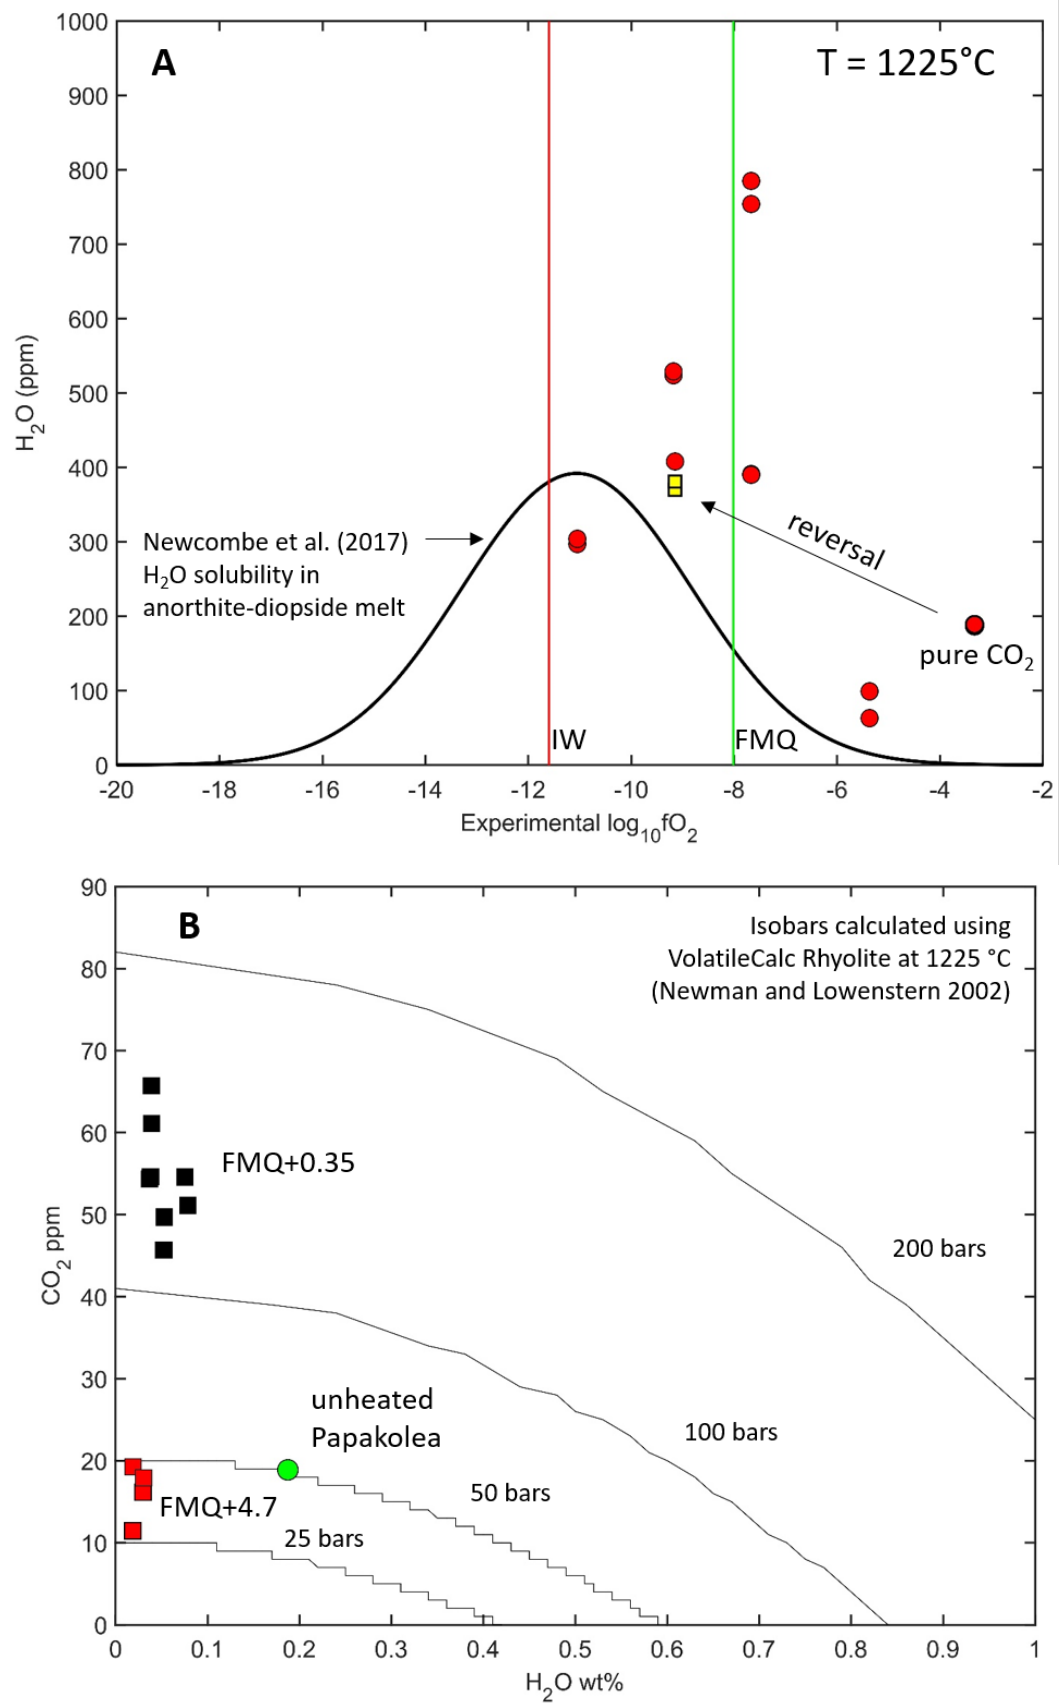 A
T = 1225°C
1000
900
800
700
600
500
400
300
200
100
0
H2O (ppm)
Newcombe et al. (2017)
H2O solubility in
anorthite-diopside melt
reversal
pure CO2
IW
FMQ
-20 -18 -16 -14 -12 -10 -8 -6 -4 -2
Experimental log10fO2
B
Isobars calculated using
VolatileCalc Rhyolite at 1225 °C
(Newman and Lowenstern 2002)
90
80
70
60
50
40
30
20
10
0
CO2 ppm
FMQ+0.35
200 bars
unheated
Papakolea
100 bars
50 bars
FMQ+4.7
25 bars
0 0.1 0.2 0.3 0.4 0.5 0.6 0.7 0.8 0.9 1
H2O wt%